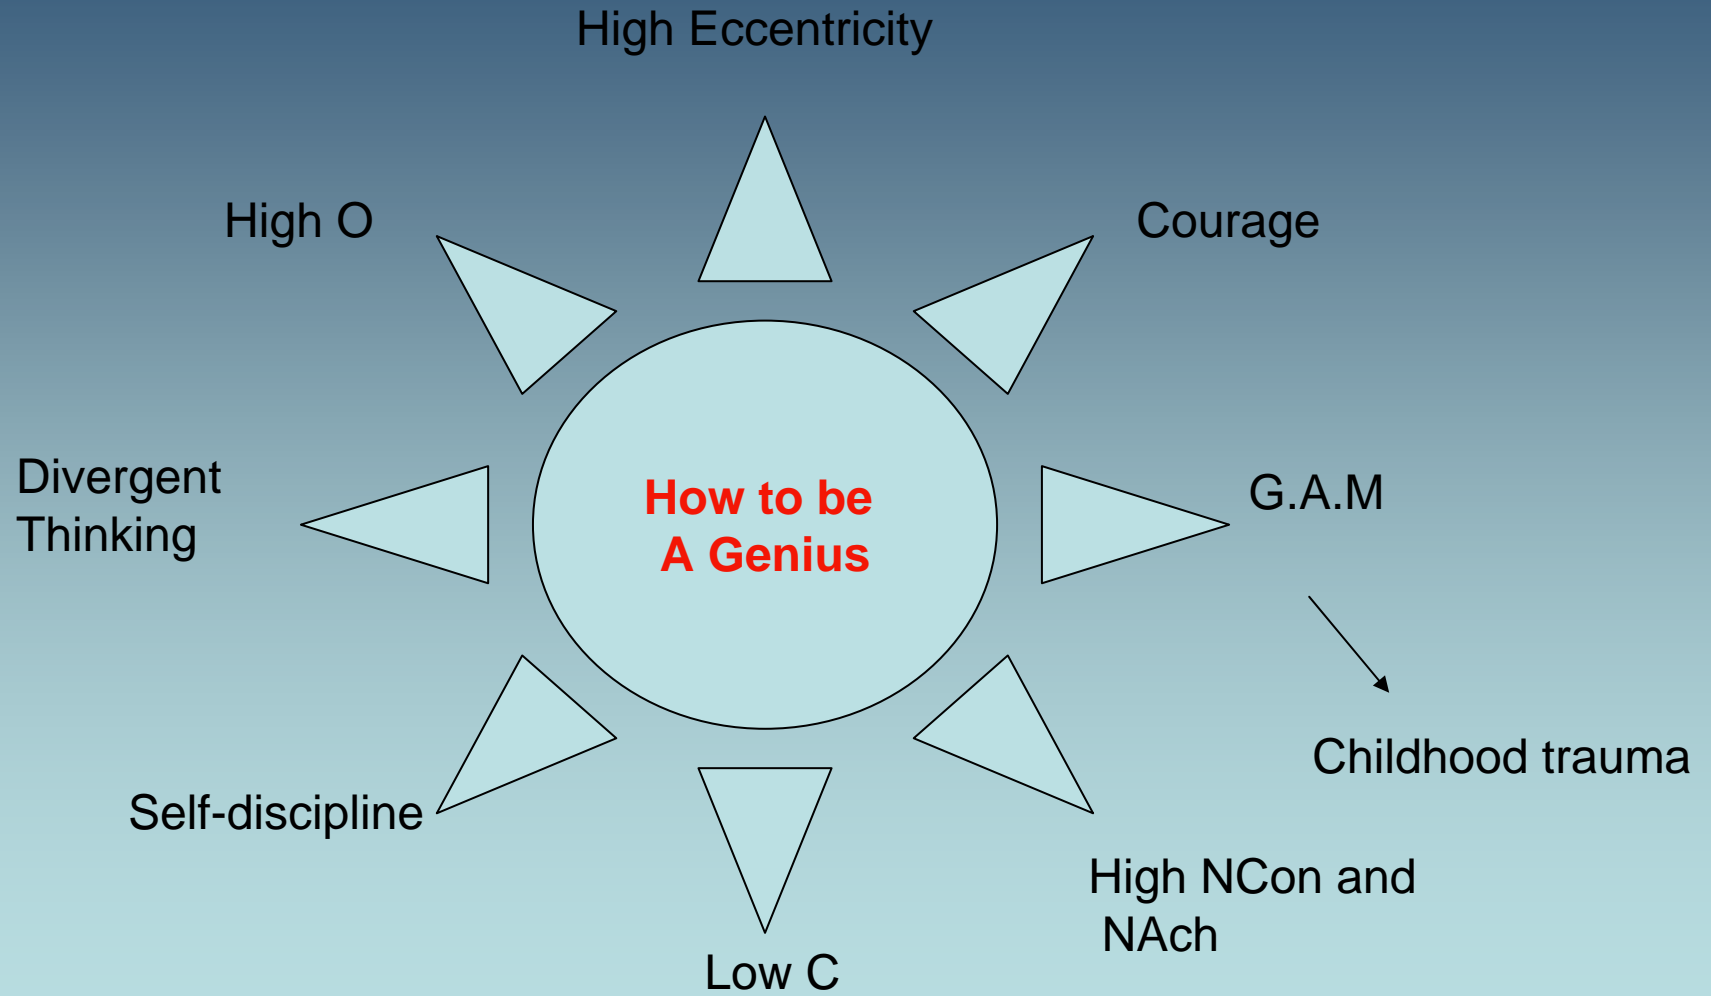 High Eccentricity
High O
Courage
Divergent
Thinking
How to be
A Genius
G.A.M
Childhood trauma
Self-discipline
High NCon and
NAch
Low C